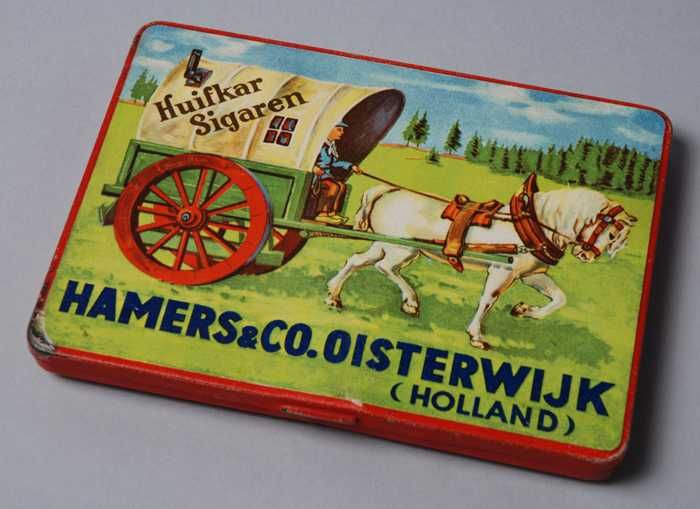 Huifkar
Sigaren
HAMERS & CO. OISTERWIJK
(HOLLAND)